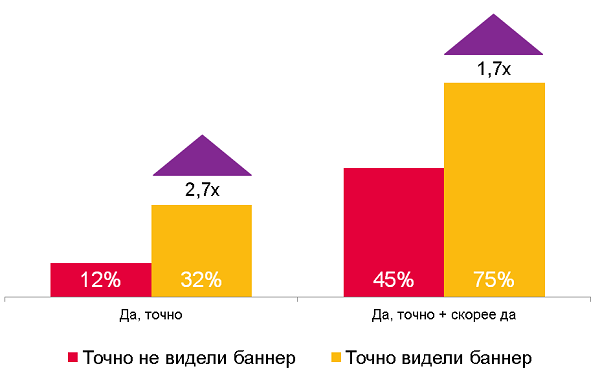 1,7x
2,7x
12%
32%
45%
75%
Да, точно
Да, точно + скорее да
Точно не видели баннер
Точно видели баннер